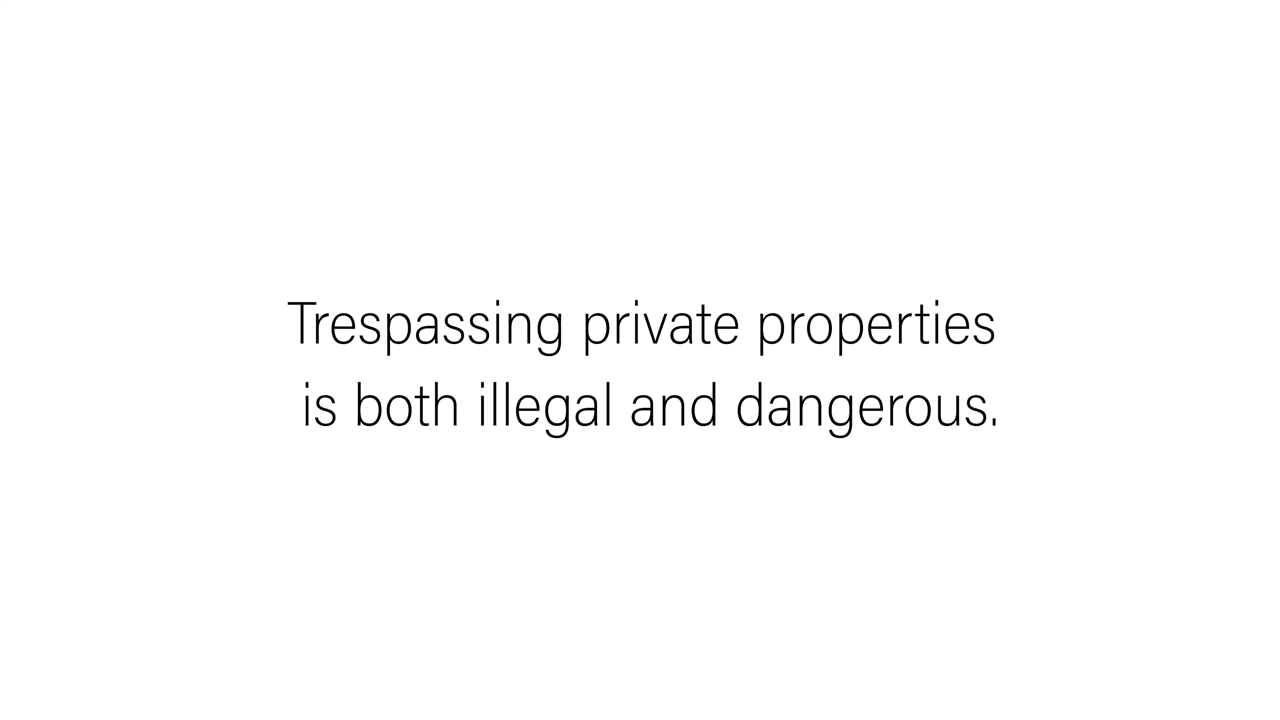 Trespassing private properties
is both illegal and dangerous.